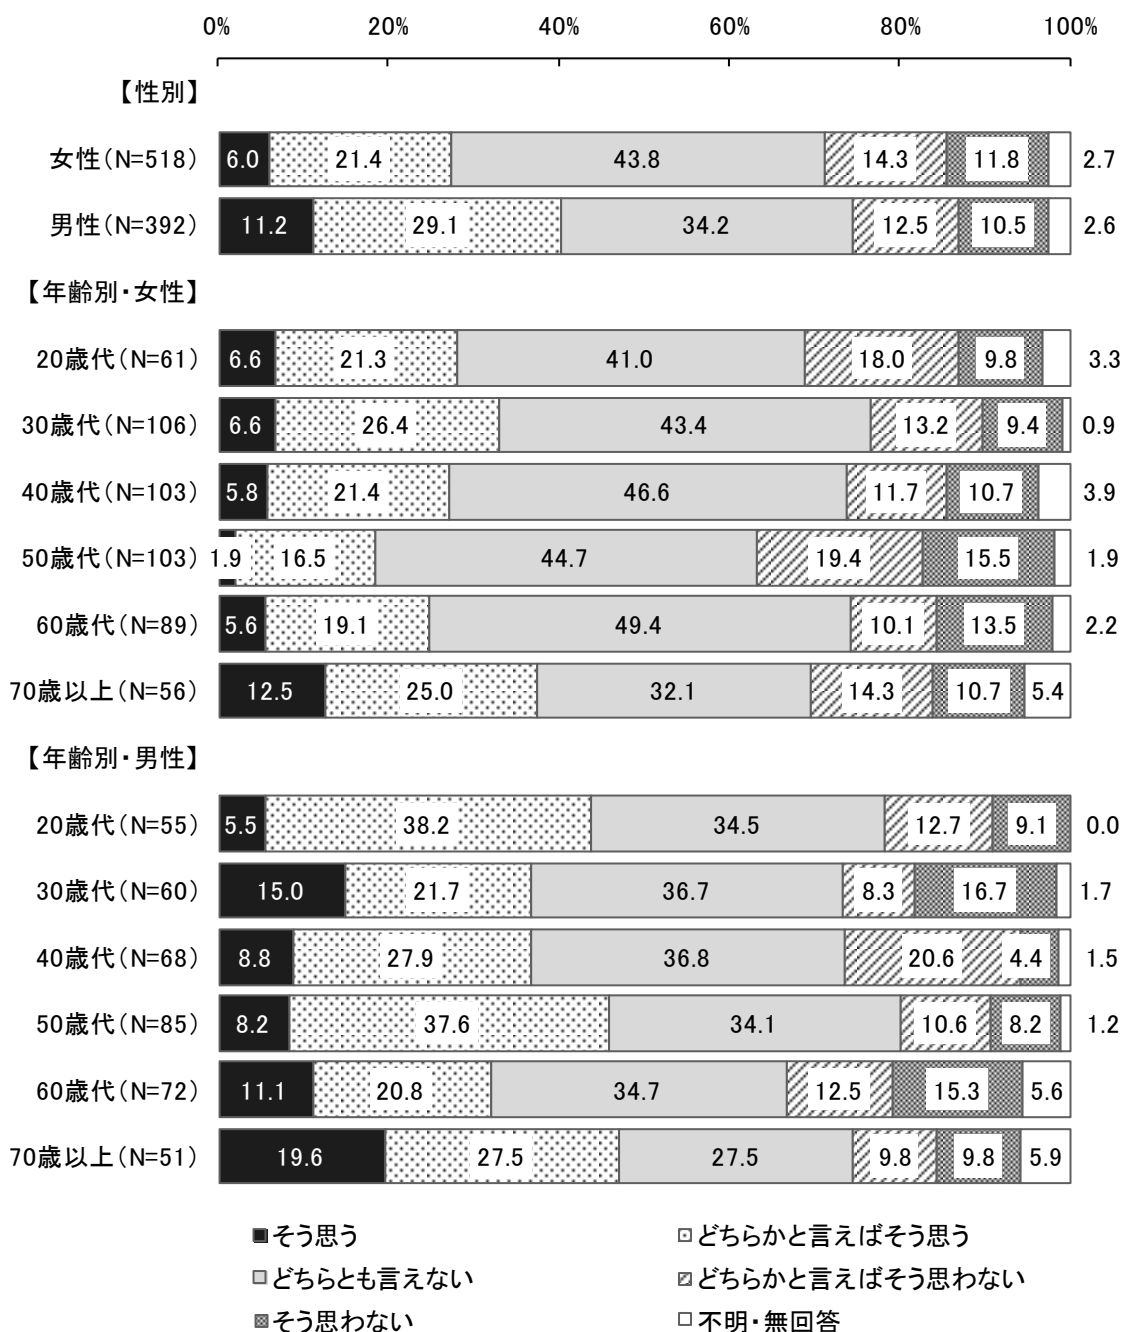 0% 20% 40% 60% 80% 100%
【性別】
女性(N=518) 6.0 21.4 43.8 14.3 11.8 2.7
男性(N=392) 11.2 29.1 34.2 12.5 10.5 2.6
【年齢別・女性】
20歳代(N=61) 6.6 21.3 41.0 18.0 9.8 3.3
30歳代(N=106) 6.6 26.4 43.4 13.2 9.4 0.9
40歳代(N=103) 5.8 21.4 46.6 11.7 10.7 3.9
50歳代(N=103) 1.9 16.5 44.7 19.4 15.5 1.9
60歳代(N=89) 5.6 19.1 49.4 10.1 13.5 2.2
70歳以上(N=56) 12.5 25.0 32.1 14.3 10.7 5.4
【年齢別・男性】
20歳代(N=55) 5.5 38.2 34.5 12.7 9.1 0.0
30歳代(N=60) 15.0 21.7 36.7 8.3 16.7 1.7
40歳代(N=68) 8.8 27.9 36.8 20.6 4.4 1.5
50歳代(N=85) 8.2 37.6 34.1 10.6 8.2 1.2
60歳代(N=72) 11.1 20.8 34.7 12.5 15.3 5.6
70歳以上(N=51) 19.6 27.5 27.5 9.8 9.8 5.9
そう思う どちらかと言えばそう思う
どちらとも言えない どちらかと言えばそう思わない
そう思わない 不明・無回答